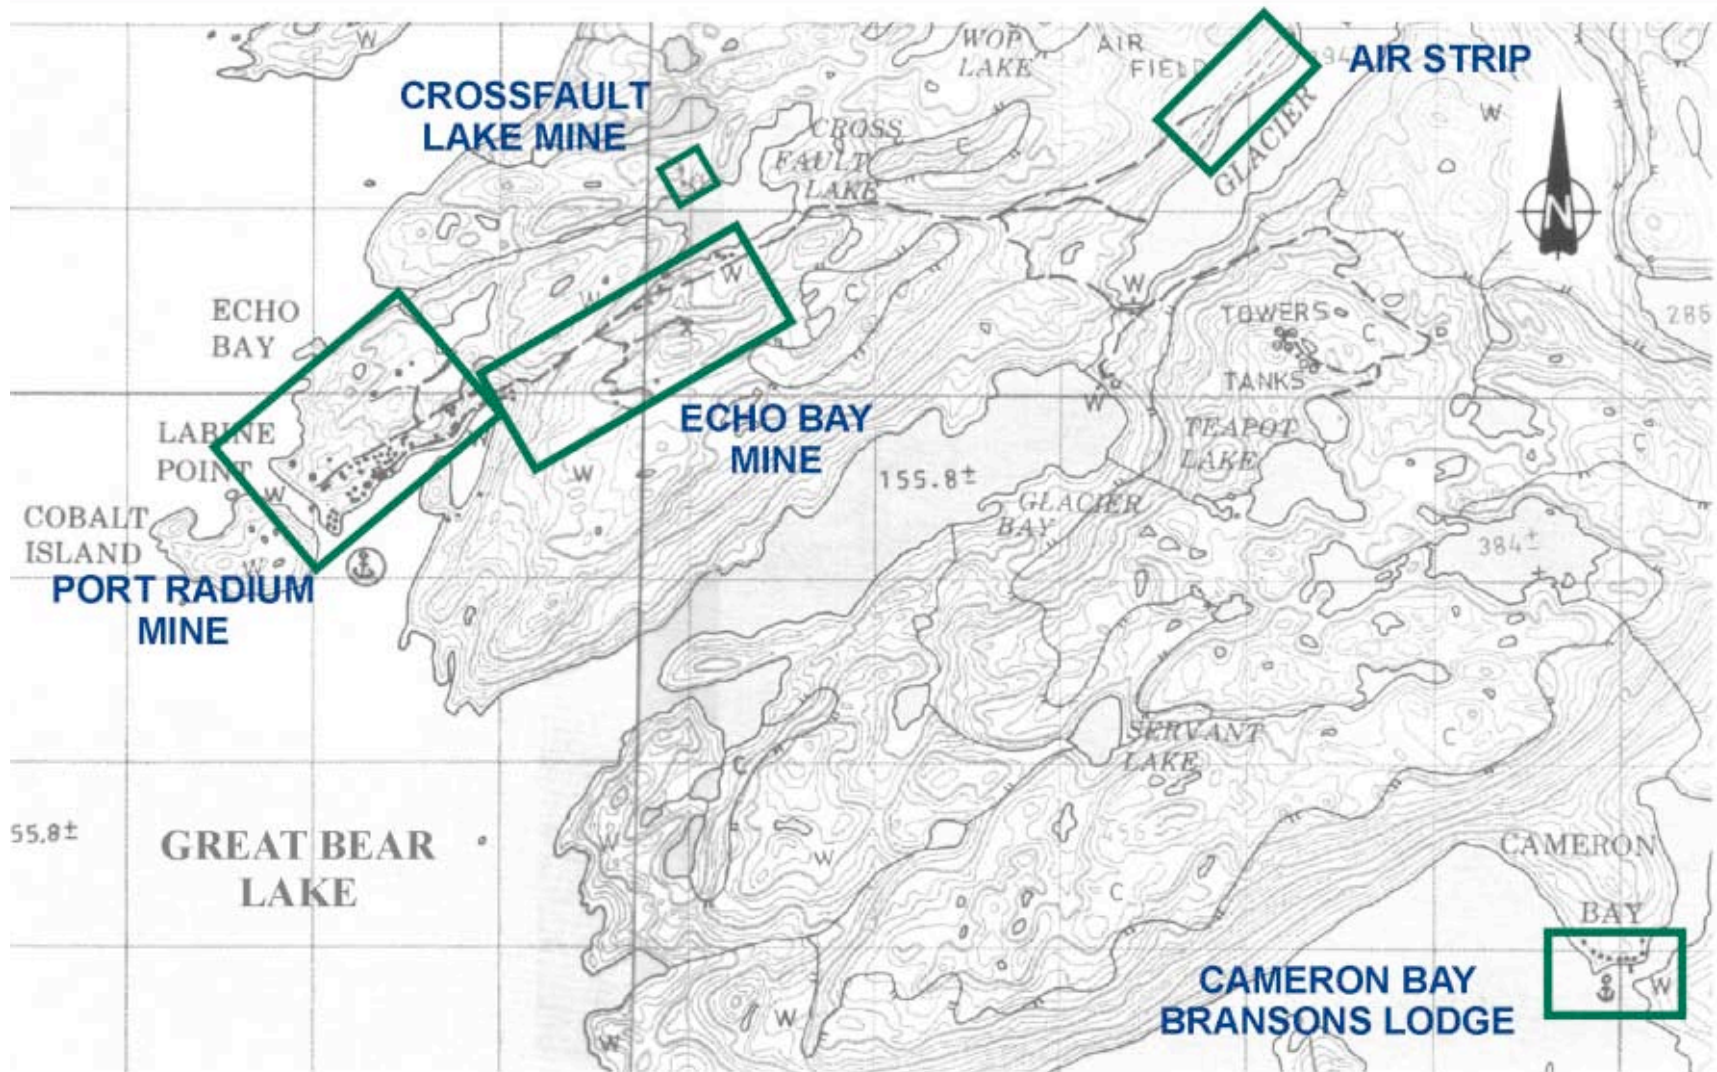 WOP
LAKE
AIR
FIELD
AIR STRIP
394
CROSSFAULT
LAKE MINE
CROSS
FAULT
LAKE
C
W
W
GLACIER
N
ECHO
BAY
W
W
C
W
TOWERS
C
285
TANKS
ECHO BAY
MINE
LABINE
POINT
W
W
W
TEAPOT
LAKE
C
155.8±
GLACIER
BAY
COBALT
ISLAND
W
384±
PORT RADIUM
MINE
SERVANT
LAKE
C
C
55.8±
GREAT BEAR
LAKE
W
W
C
CAMERON
BAY
CAMERON BAY
BRANSONS LODGE
W
W
W